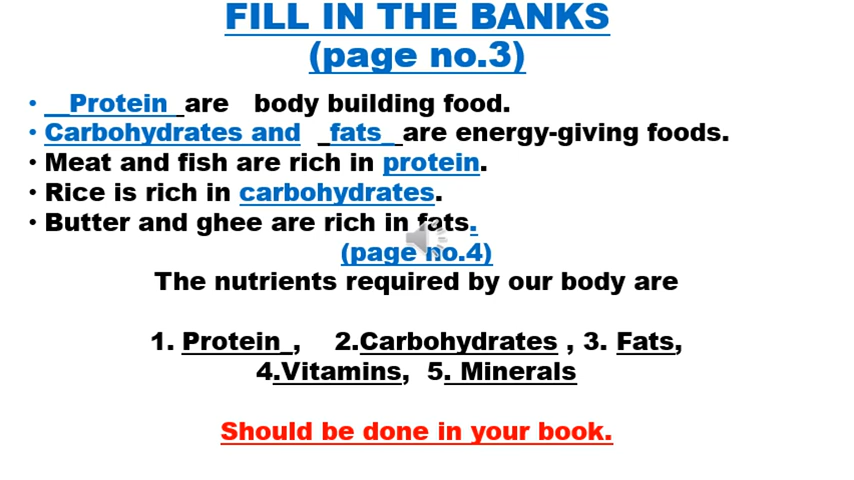 FILL IN THE BANKS
(page no.3)
• __Protein _are body building food.
• Carbohydrates and _fats_ are energy-giving foods.
• Meat and fish are rich in protein.
• Rice is rich in carbohydrates.
• Butter and ghee are rich in fats.
(page no.4)
The nutrients required by our body are
1. Protein_, 2.Carbohydrates , 3. Fats,
4.Vitamins, 5. Minerals
Should be done in your book.